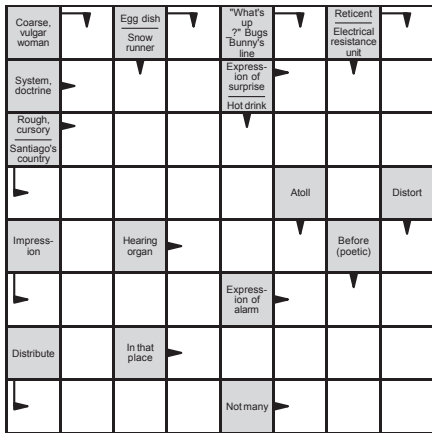 Coarse,
vulgar
woman
Egg dish
Snow
runner
"What's
up
_?" Bugs
Bunny's
line
Reticent
Electrical
resistance
unit
System,
doctrine
Express-
ion of
surprise
Hot drink
Rough,
cursory
Santiago's
country
Atoll
Distort
Impress-
ion
Hearing
organ
Before
(poetic)
Express-
ion of
alarm
Distribute
In that
place
Not many